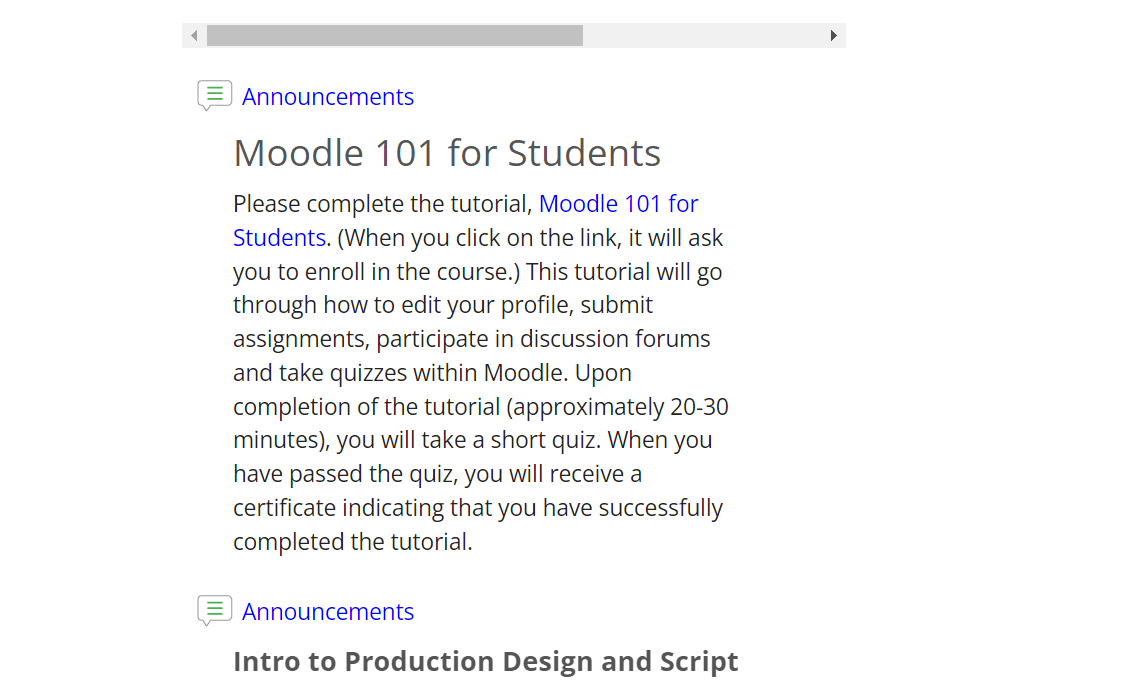 Announcements
Moodle 101 for Students
Please complete the tutorial, Moodle 101 for
Students. (When you click on the link, it will ask
you to enroll in the course.) This tutorial will go
through how to edit your profile, submit
assignments, participate in discussion forums
and take quizzes within Moodle. Upon
completion of the tutorial (approximately 20-30
minutes), you will take a short quiz. When you
have passed the quiz, you will receive a
certificate indicating that you have successfully
completed the tutorial.
Announcements
Intro to Production Design and Script